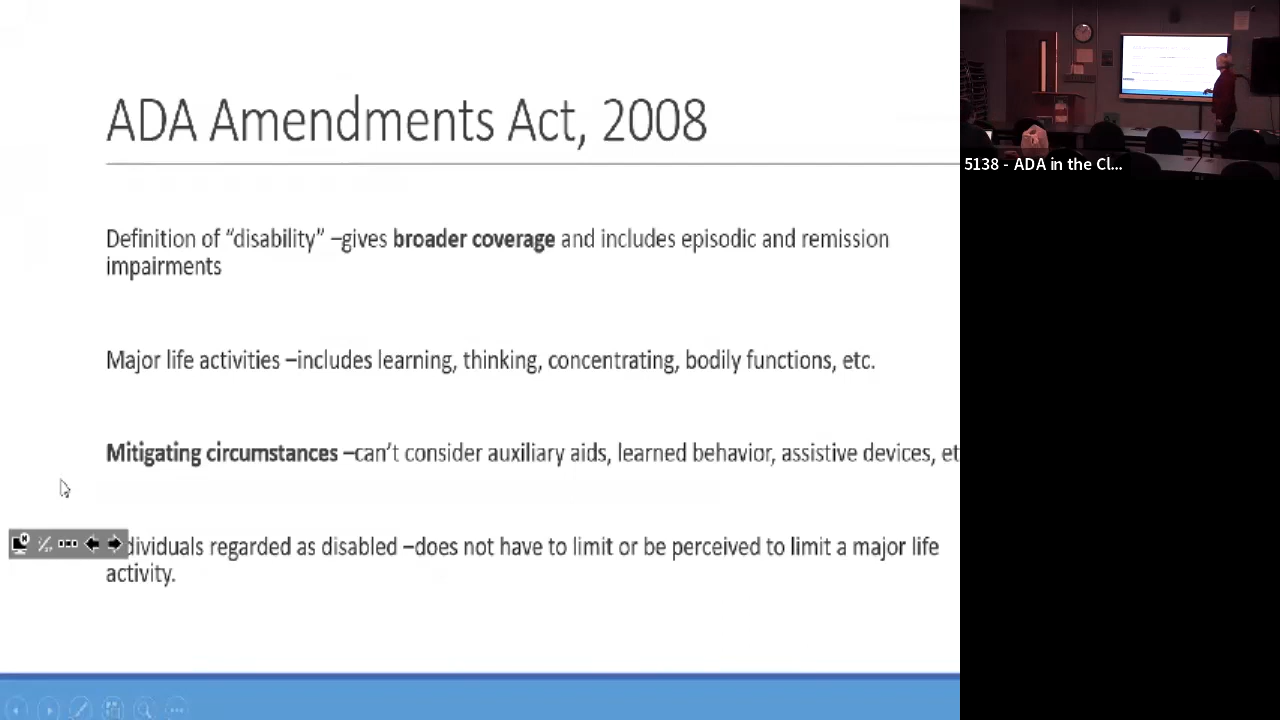 ADA Amendments Act, 2008
Definition of “disability” –gives broader coverage and includes episodic and remission
impairments
Major life activities –includes learning, thinking, concentrating, bodily functions, etc.
Mitigating circumstances –can’t consider auxiliary aids, learned behavior, assistive devices, et
dividuals regarded as disabled –does not have to limit or be perceived to limit a major life
activity.
5138 - ADA in the Cl...